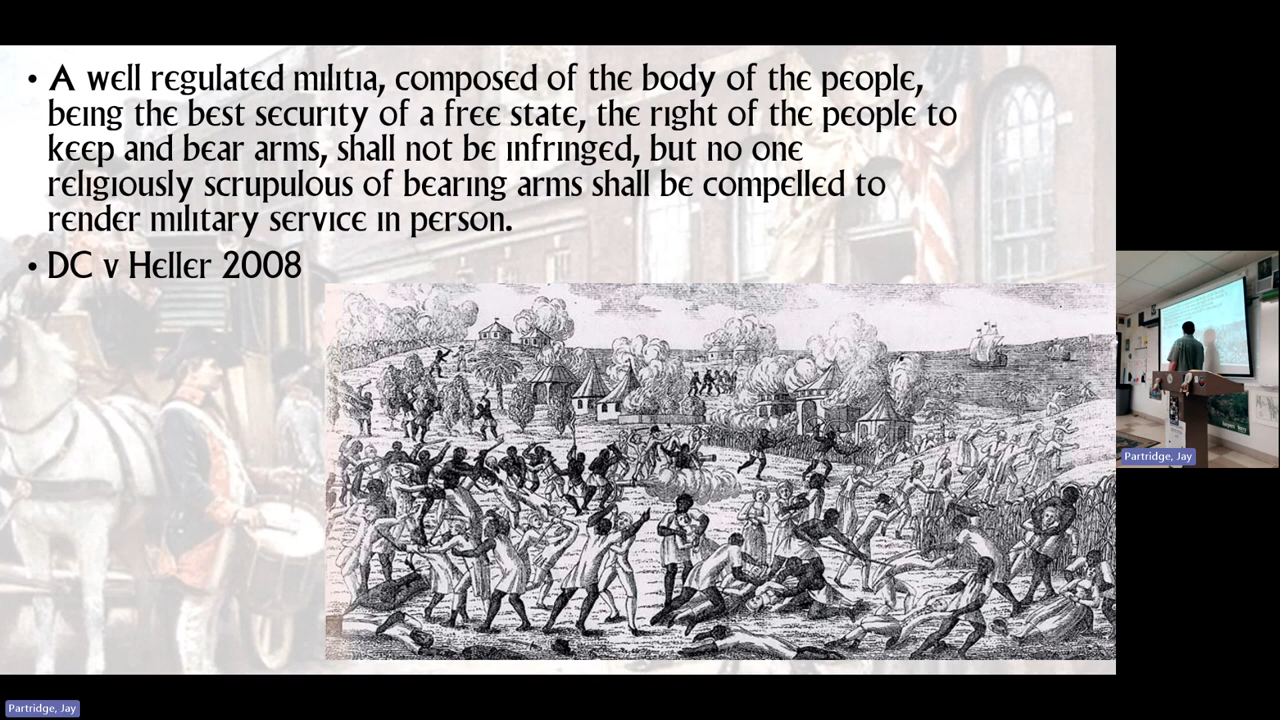 • A well regulated militia, composed of the body of the people,
being the best security of a free state, the right of the people to
keep and bear arms, shall not be infringed, but no one
religiously scrupulous of bearing arms shall be compelled to
render military service in person.
• DC v Heller 2008
Partridge, Jay
Partridge, Jay